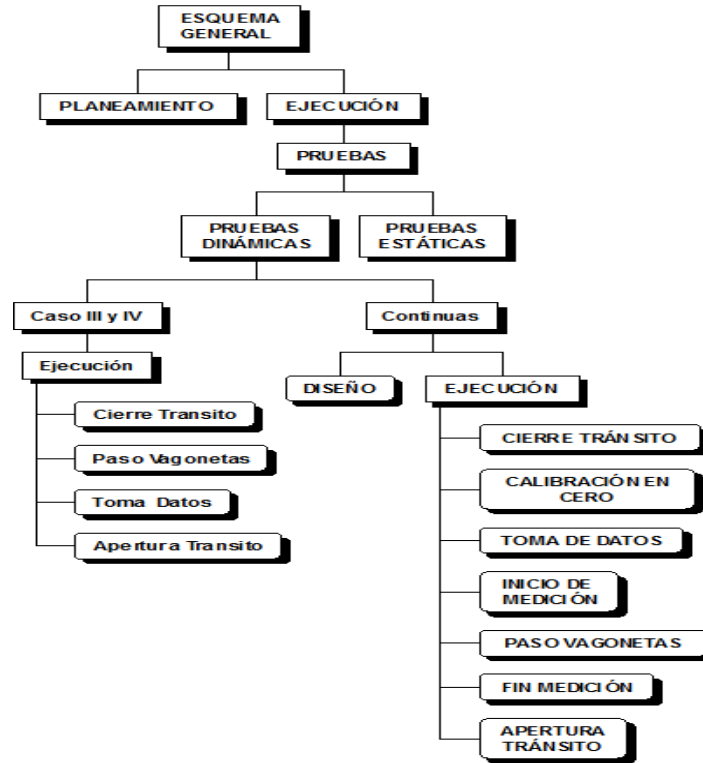 ESQUEMA
GENERAL
PLANEAMIENTO
EJECUCIÓN
PRUEBAS
PRUEBAS
DINÁMICAS
PRUEBAS
ESTÁTICAS
Caso III y IV
Continuas
Ejecución
DISEÑO
EJECUCIÓN
Cierre Transito
Paso Vagonetas
Toma Datos
Apertura Transito
CIERRE TRÁNSITO
CALIBRACIÓN EN
CERO
TOMA DE DATOS
INICIO DE
MEDICIÓN
PASO VAGONETAS
FIN MEDICIÓN
APERTURA
TRÁNSITO